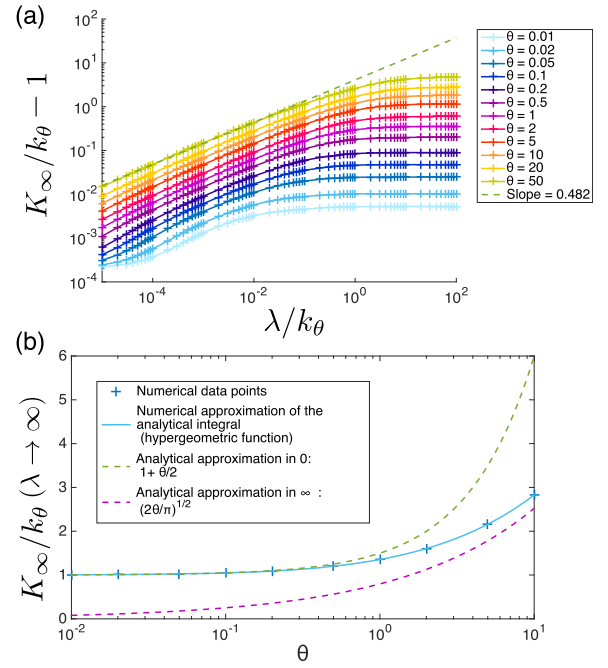 (a)
K∞/kθ − 1
10^2
10^1
10^0
10^-1
10^-2
10^-3
10^-4
10^-4
10^-2
10^0
10^2
λ/kθ
θ = 0.01
θ = 0.02
θ = 0.05
θ = 0.1
θ = 0.2
θ = 0.5
θ = 1
θ = 2
θ = 5
θ = 10
θ = 20
θ = 50
Slope = 0.482
(b)
K∞/kθ (λ → ∞)
6
5
4
3
2
1
0
Numerical data points
Numerical approximation of the
analytical integral
(hypergeometric function)
Analytical approximation in 0:
1+ θ/2
Analytical approximation in ∞ :
(2θ/π)^1/2
10^-2
10^-1
10^0
10^1
θ